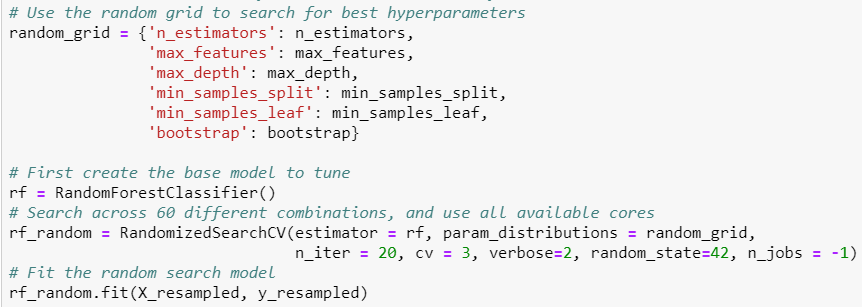 # Use the random grid to search for best hyperparameters
random_grid = {'n_estimators': n_estimators,
               'max_features': max_features,
               'max_depth': max_depth,
               'min_samples_split': min_samples_split,
               'min_samples_leaf': min_samples_leaf,
               'bootstrap': bootstrap}
# First create the base model to tune
rf = RandomForestClassifier()
# Search across 60 different combinations, and use all available cores
rf_random = RandomizedSearchCV(estimator = rf, param_distributions = random_grid,
                               n_iter = 20, cv = 3, verbose=2, random_state=42, n_jobs = -1)
# Fit the random search model
rf_random.fit(X_resampled, y_resampled)